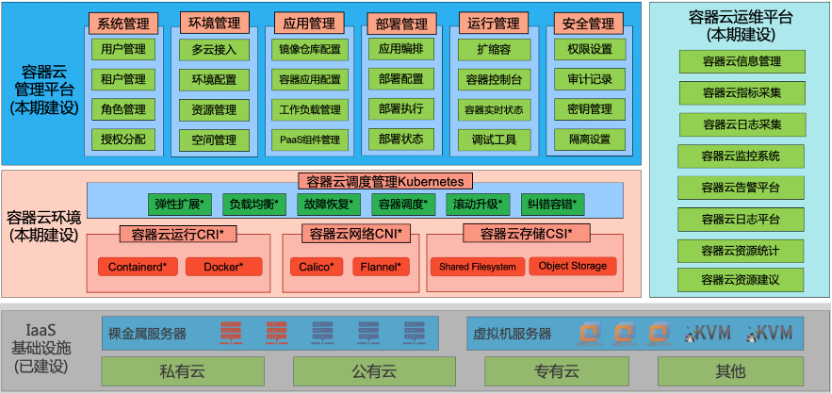 容器云
管理平台
(本期建设)
系统管理
用户管理
租户管理
角色管理
授权分配
环境管理
多云接入
环境配置
资源管理
空间管理
应用管理
镜像仓库配置
容器应用配置
工作负载管理
PaaS组件管理
部署管理
应用编排
部署配置
部署执行
部署状态
运行管理
扩缩容
容器控制台
容器实时状态
调试工具
安全管理
权限设置
审计记录
密钥管理
隔离设置
容器云运维平台
(本期建设)
容器云信息管理
容器云指标采集
容器云日志采集
容器云监控系统
容器云告警平台
容器云日志平台
容器云资源统计
容器云资源建议
容器云环境
(本期建设)
容器云调度管理Kubernetes
弹性扩展*
负载均衡*
故障恢复*
容器调度*
滚动升级*
纠错容错*
容器云运行CRI*
Containerd*
Docker*
容器云网络CNI*
Calico*
Flannel*
容器云存储CSI*
Shared Filesystem
Object Storage
IaaS
基础设施
(已建设)
裸金属服务器
虚拟机服务器
KVM
KVM
私有云
公有云
专有云
其他